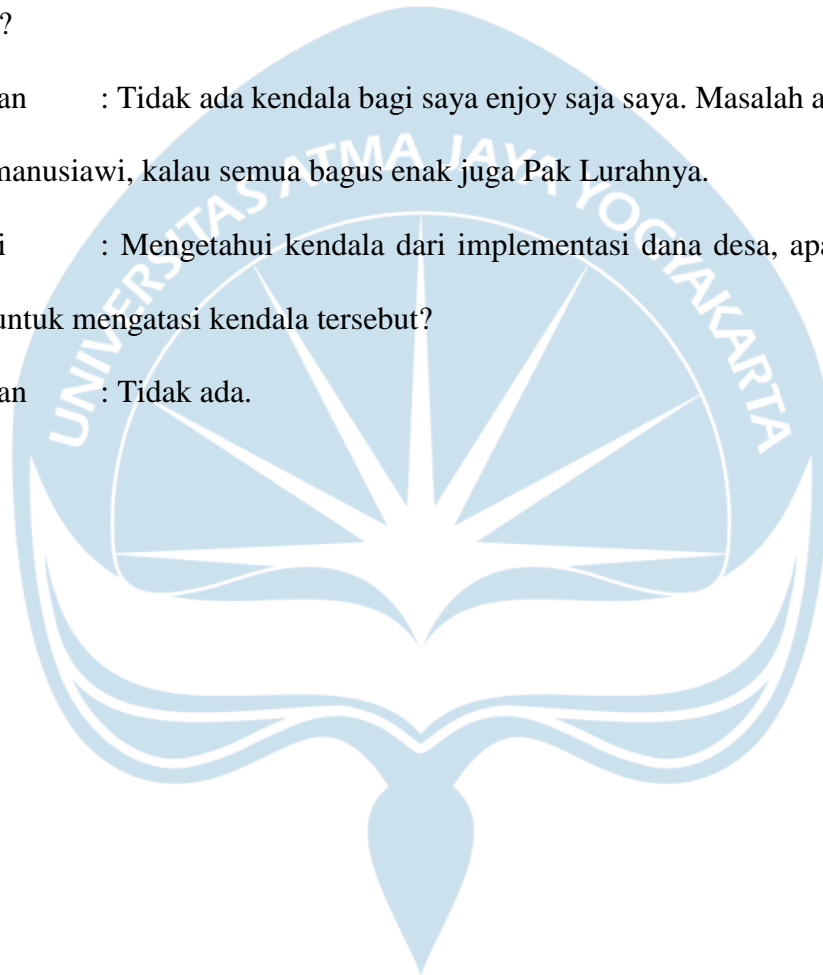 ?
an : Tidak ada kendala bagi saya enjoy saja saya. Masalah a
manusiawi, kalau semua bagus enak juga Pak Lurahnya.
i : Mengetahui kendala dari implementasi dana desa, apa
untuk mengatasi kendala tersebut?
an : Tidak ada.
UNIVERSITAS ATMA JAYA YOGYAKARTA